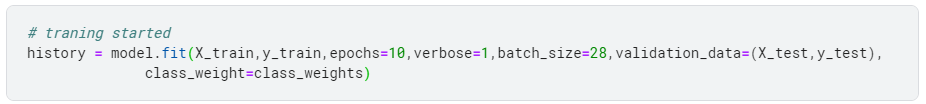 # traning started
history = model.fit(X_train,y_train,epochs=10,verbose=1,batch_size=28,validation_data=(X_test,y_test),
class_weight=class_weights)